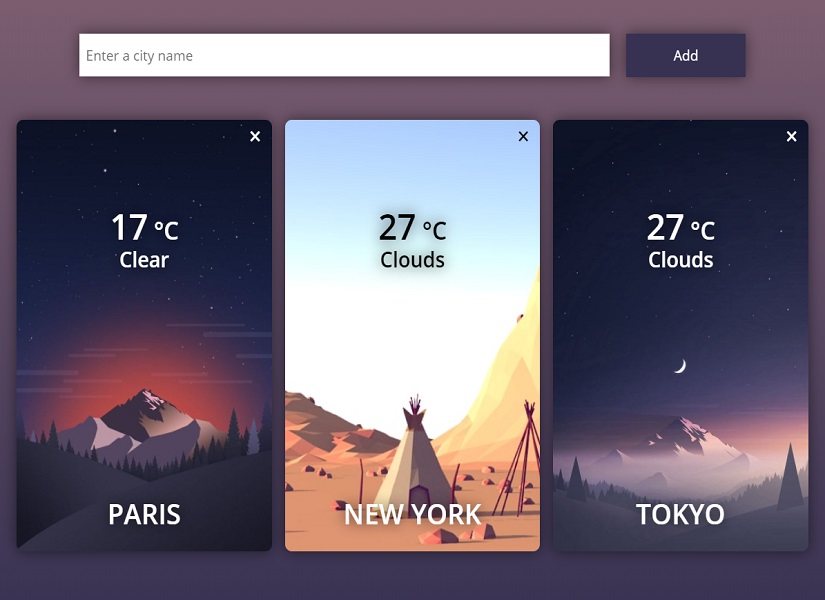 Enter a city name
Add
×
17 °C
Clear
PARIS
×
27 °C
Clouds
NEW YORK
×
27 °C
Clouds
TOKYO